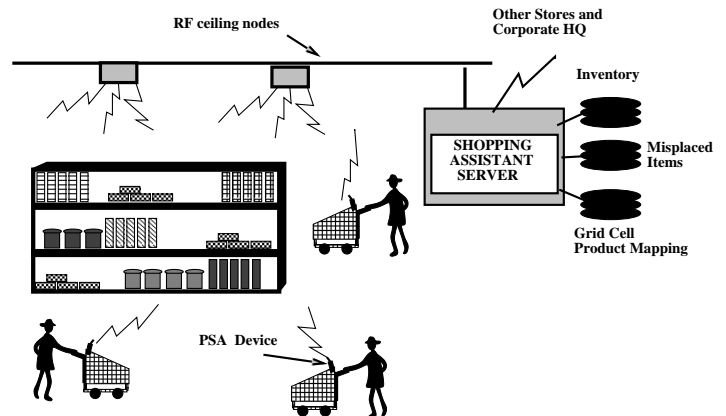 RF ceiling nodes
Other Stores and
Corporate HQ
Inventory
SHOPPING
ASSISTANT
SERVER
Misplaced
Items
Grid Cell
Product Mapping
PSA Device